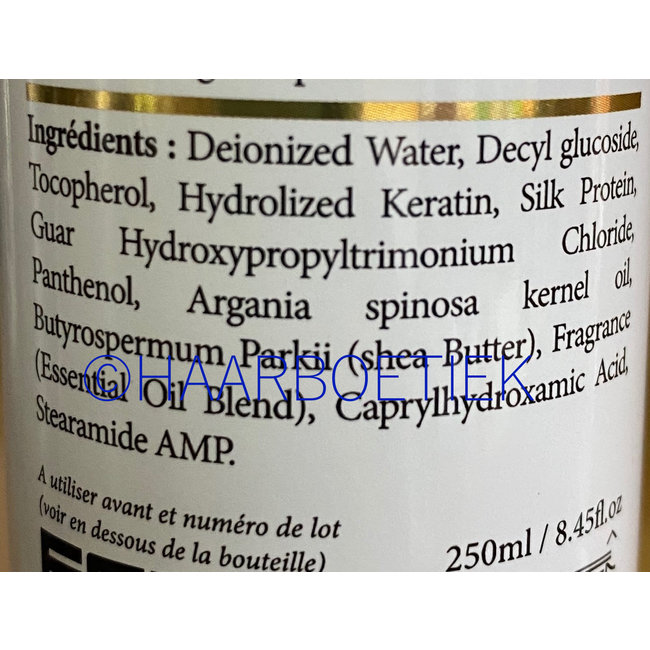 Ingrédients : Deionized Water, Decyl glucoside,
Tocopherol, Hydrolized Keratin, Silk Protein,
Guar Hydroxypropyltrimonium Chloride,
Panthenol, Argania spinosa kernel oil,
Butyrospermum Parkii (shea Butter), Fragrance
©HAARBOETIEK
(Essential Oil Blend), Caprylhydroxamic Acid,
Stearamide AMP.
A utiliser avant et numéro de lot
(voir en dessous de la bouteille)
250ml / 8.45fl.oz